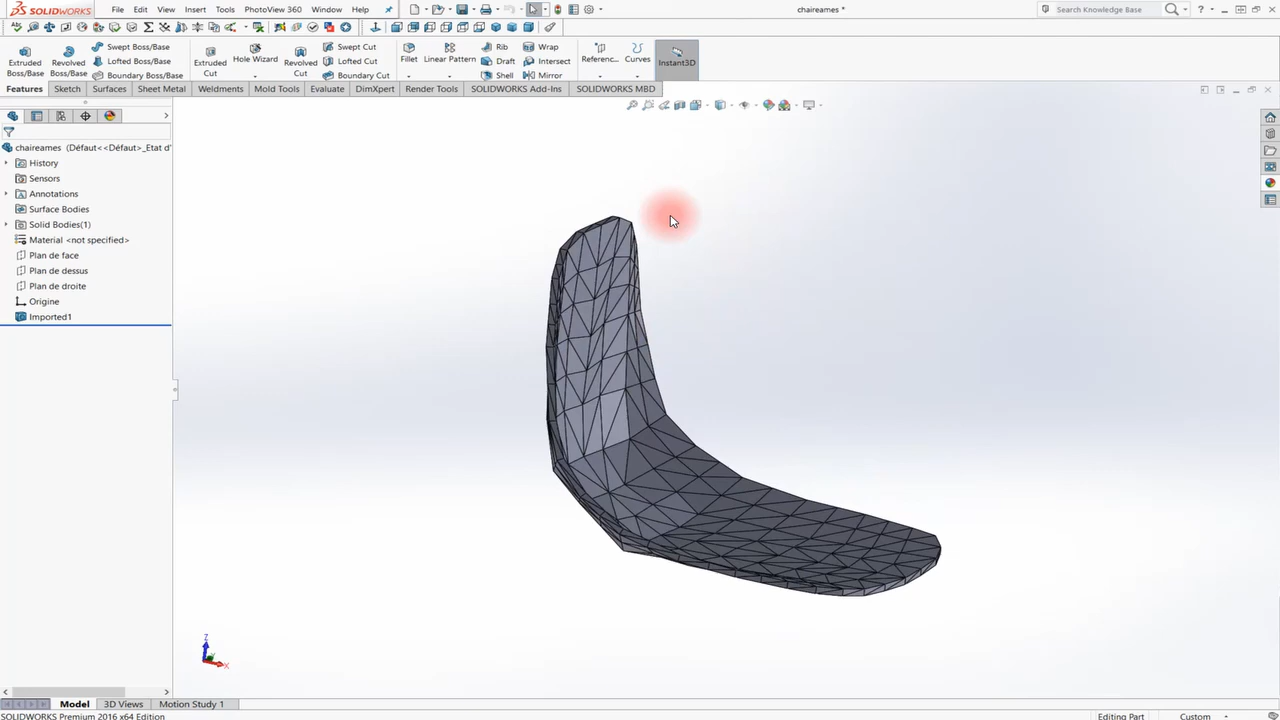 SOLIDWORKS File Edit View Insert Tools PhotoView 360 Window Help chaireames * Search Knowledge Base
Extruded Boss/Base
Revolved Boss/Base
Swept Boss/Base
Lofted Boss/Base
Boundary Boss/Base
Extruded Cut
Hole Wizard
Revolved Cut
Swept Cut
Lofted Cut
Boundary Cut
Fillet
Linear Pattern
Rib
Draft
Shell
Wrap
Intersect
Mirror
Referenc...
Curves
Instant3D
Features Sketch Surfaces Sheet Metal Weldments Mold Tools Evaluate DimXpert Render Tools SOLIDWORKS Add-Ins SOLIDWORKS MBD
chaireames (Défaut<<Défaut>_Etat d'
History
Sensors
Annotations
Surface Bodies
Solid Bodies(1)
Material <not specified>
Plan de face
Plan de dessus
Plan de droite
Origine
Imported1
Z
X
Model 3D Views Motion Study 1
SOLIDWORKS Premium 2016 x64 Edition Editing Part Custom